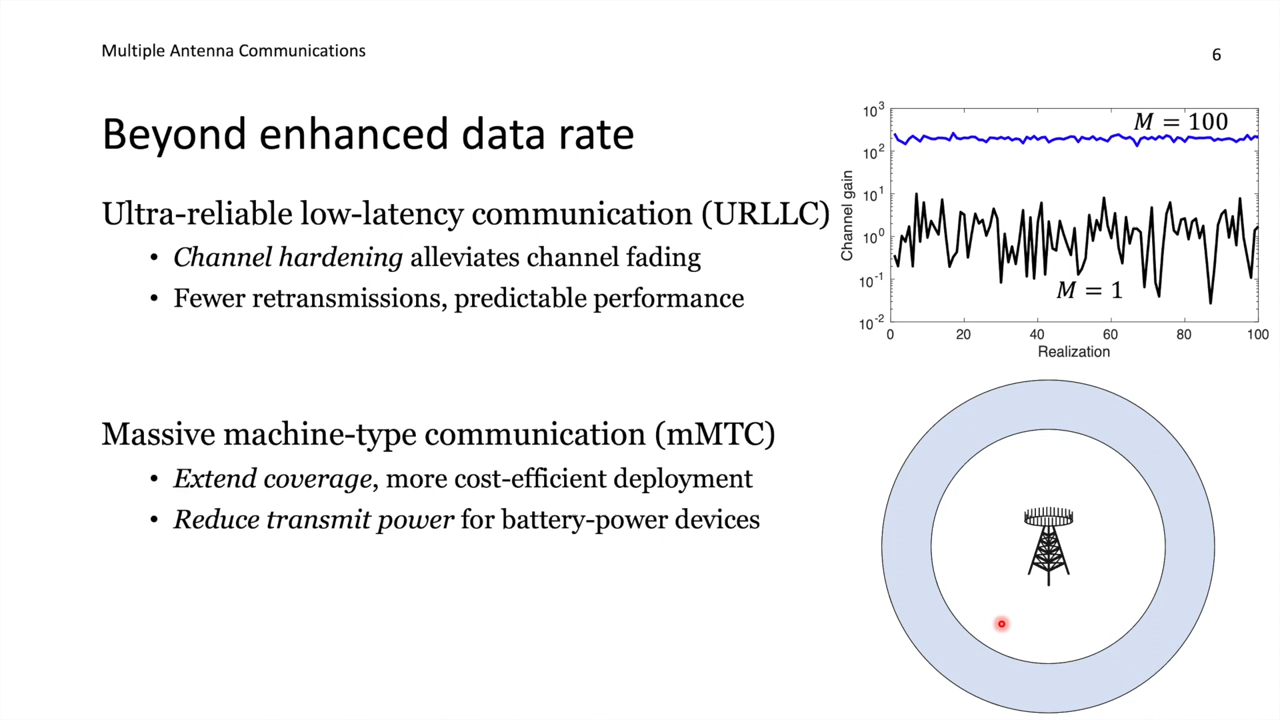 Multiple Antenna Communications
6
Beyond enhanced data rate
Ultra-reliable low-latency communication (URLLC)
• Channel hardening alleviates channel fading
• Fewer retransmissions, predictable performance
Massive machine-type communication (mMTC)
• Extend coverage, more cost-efficient deployment
• Reduce transmit power for battery-power devices
10³
10²
10¹
10⁰
10⁻¹
10⁻²
Channel gain
M = 100
M = 1
0 20 40 60 80 100
Realization